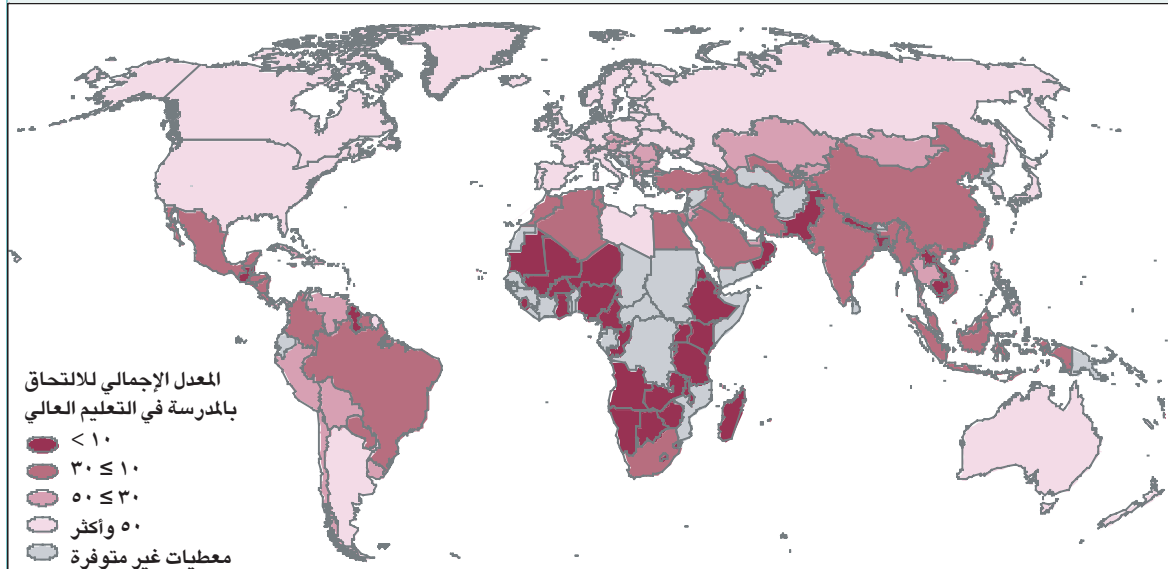 المعدل الإجمالي للالتحاق
بالمدرسة في التعليم العالي
< ١٠
١٠ ≥ ٣٠
٣٠ ≥ ٥٠
٥٠ وأكثر
معطيات غير متوفرة